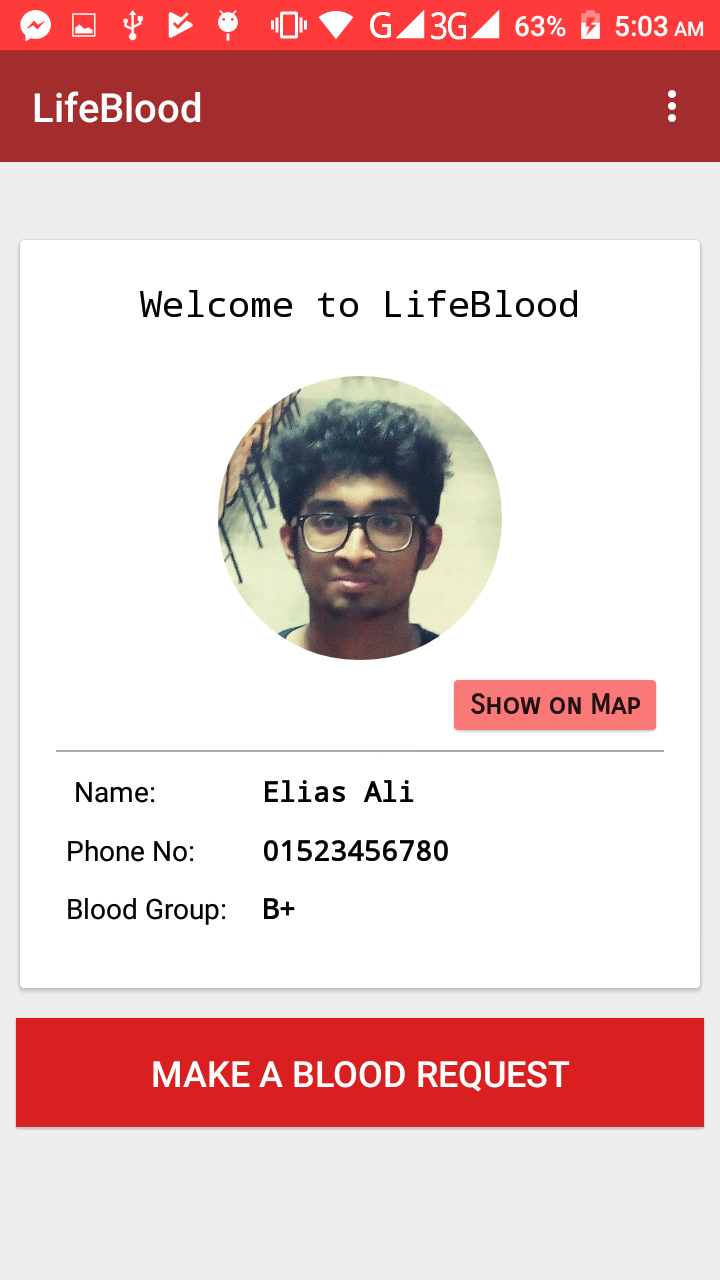 G 3G 63% 5:03 AM
LifeBlood
Welcome to LifeBlood
Show on Map
Name: Elias Ali
Phone No: 01523456780
Blood Group: B+
MAKE A BLOOD REQUEST